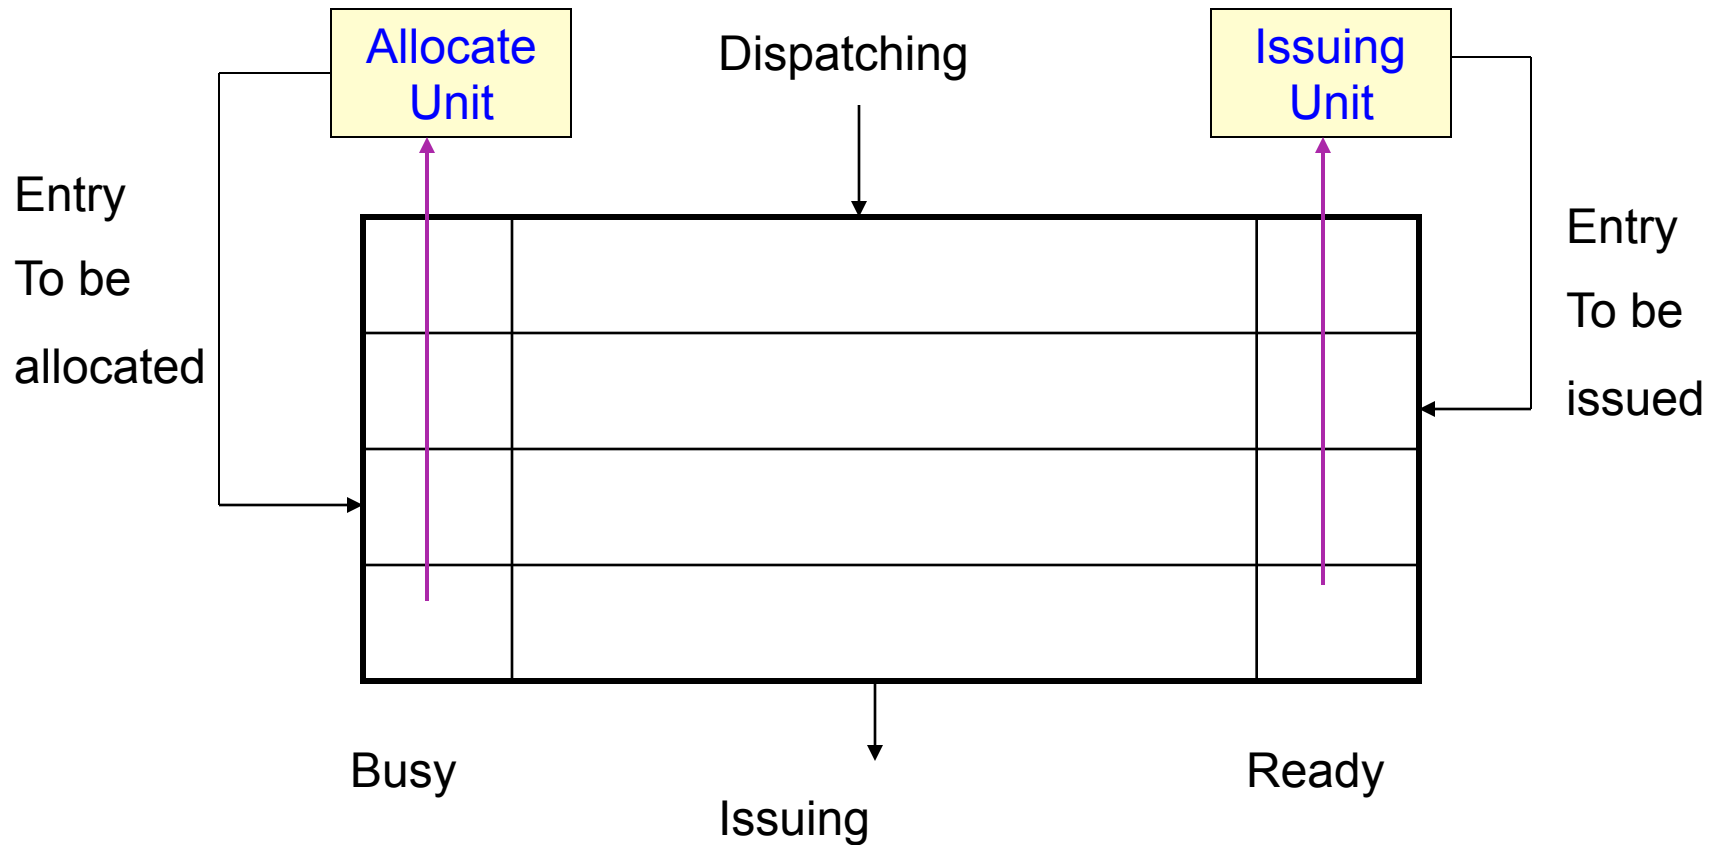 Allocate
Unit
Dispatching
Issuing
Unit
Entry
To be
allocated
Entry
To be
issued
Busy
Issuing
Ready